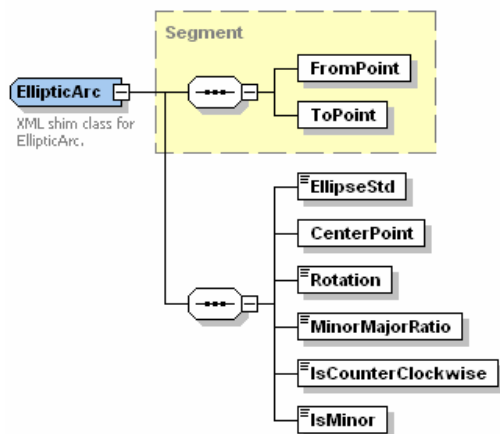 Segment
EllipticArc
XML shim class for
EllipticArc.
FromPoint
ToPoint
EllipseStd
CenterPoint
Rotation
MinorMajorRatio
IsCounterClockwise
IsMinor